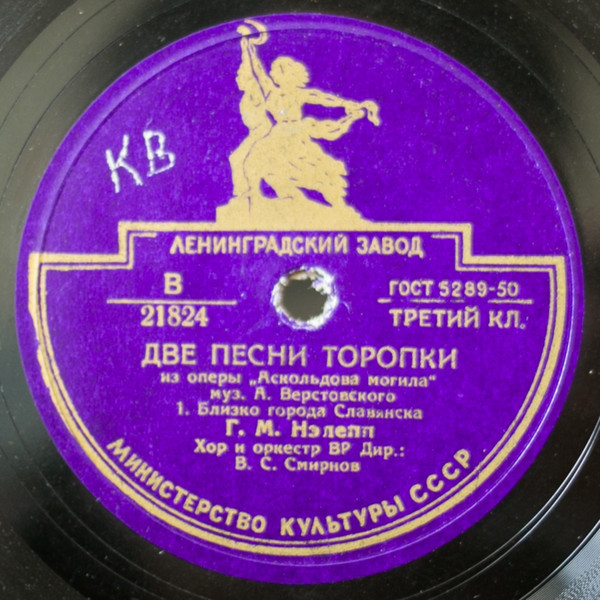 КВ
ЛЕНИНГРАДСКИЙ ЗАВОД
В
21824
ГОСТ 5289-50
ТРЕТИЙ КЛ.
ДВЕ ПЕСНИ ТОРОПКИ
из оперы „Аскольдова могила"
муз. А. Верстовского
1. Близко города Славянска
Г. М. Нэлепп
Хор и оркестр ВР Дир.:
В. С. Смирнов
МИНИСТЕРСТВО КУЛЬТУРЫ СССР